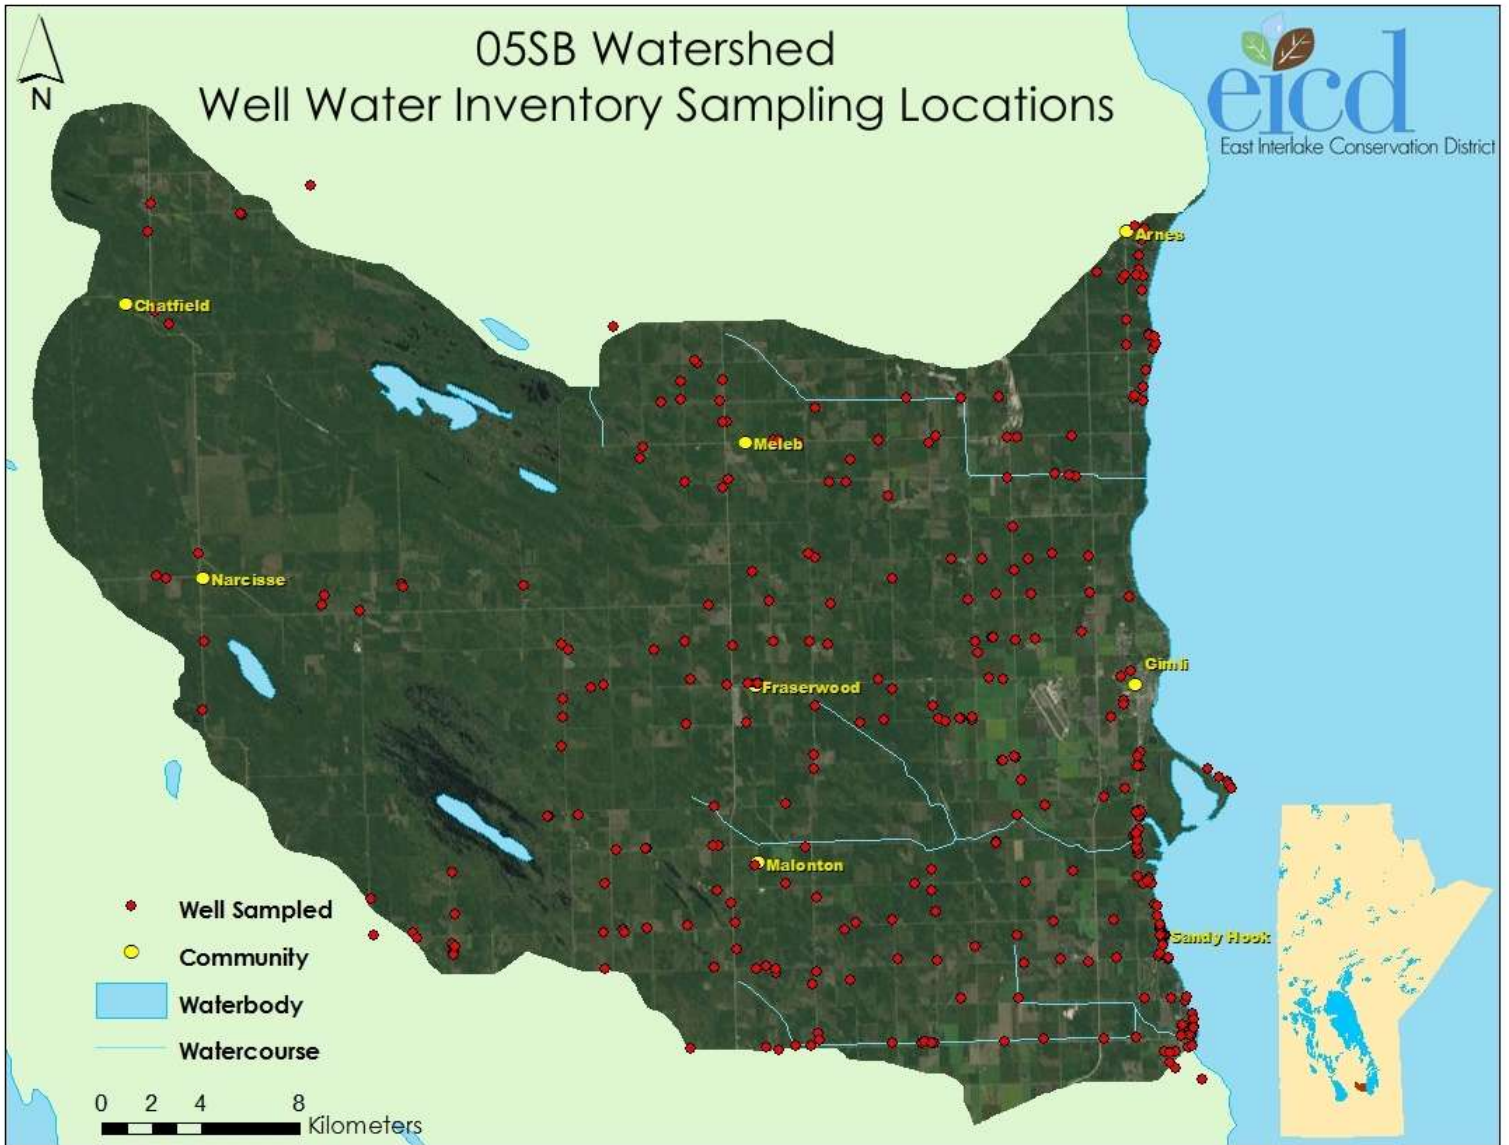 05SB Watershed
Well Water Inventory Sampling Locations
eicd
East Interlake Conservation District
N
Arnes
Chatfield
Meleb
Narcisse
Gimli
Fraserwood
Malonton
Sandy Hook
Well Sampled
Community
Waterbody
Watercourse
0 2 4 8
Kilometers